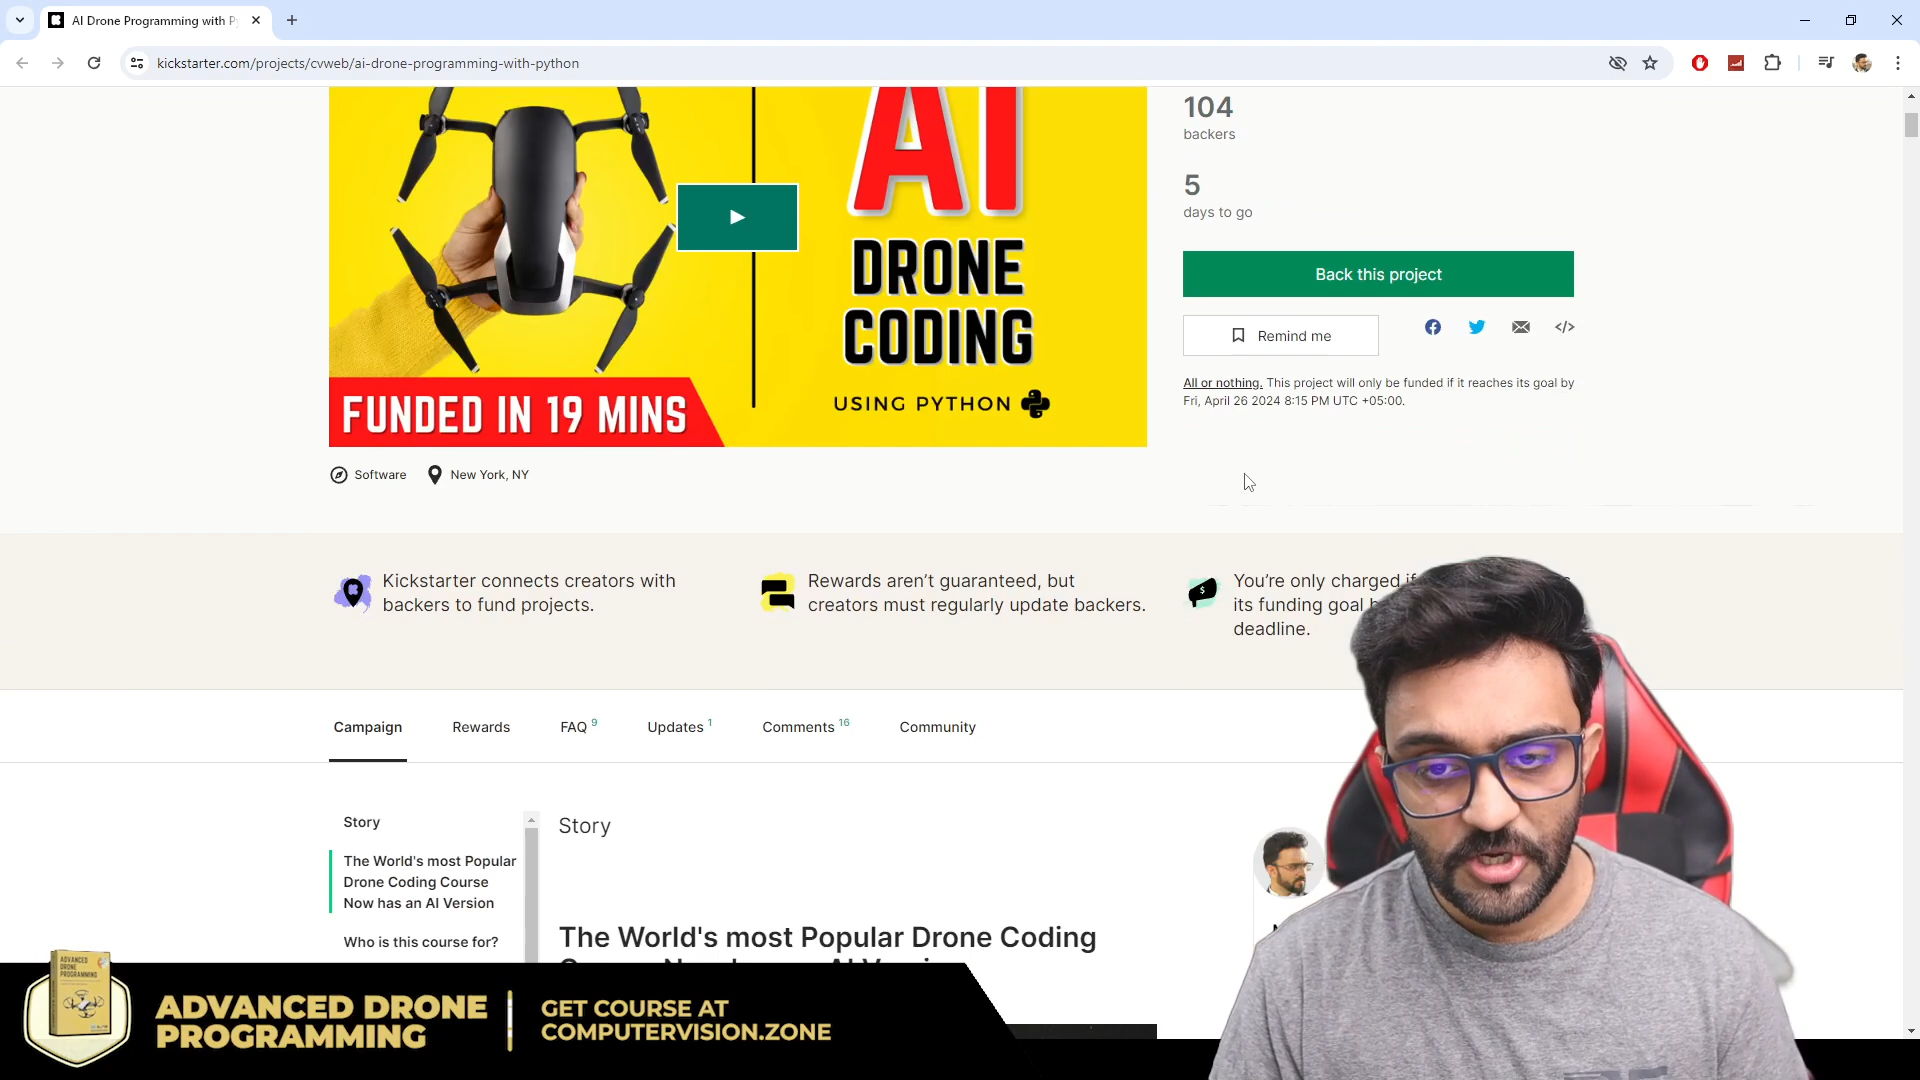 AI Drone Programming with P
kickstarter.com/projects/cvweb/ai-drone-programming-with-python
AI
DRONE
CODING
USING PYTHON
FUNDED IN 19 MINS
104
backers
5
days to go
Back this project
Remind me
All or nothing. This project will only be funded if it reaches its goal by
Fri, April 26 2024 8:15 PM UTC +05:00.
Software
New York, NY
Kickstarter connects creators with
backers to fund projects.
Rewards aren’t guaranteed, but
creators must regularly update backers.
You’re only charged if
its funding goal
deadline.
Campaign
Rewards
FAQ 9
Updates 1
Comments 16
Community
Story
The World's most Popular
Drone Coding Course
Now has an AI Version
Who is this course for?
Story
The World's most Popular Drone Coding
ADVANCED
DRONE
PROGRAMMING
ADVANCED DRONE
PROGRAMMING
GET COURSE AT
COMPUTERVISION.ZONE